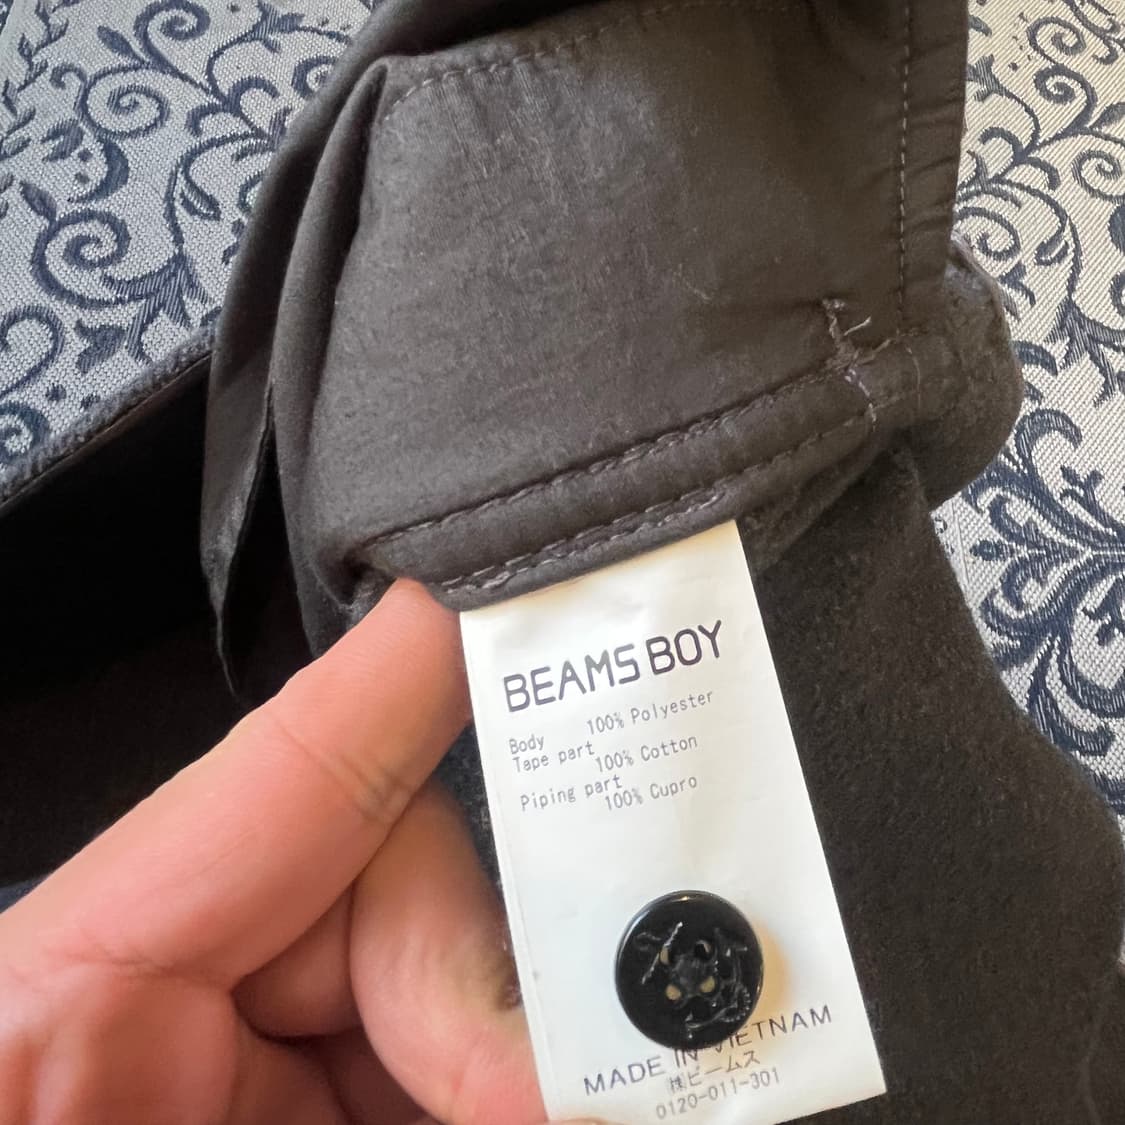 BEAMS BOY
Body
100% Polyester
Tape part
100% Cotton
Piping part
100% Cupro
MADE IN VIETNAM
㈱ビームス
0120-011-301